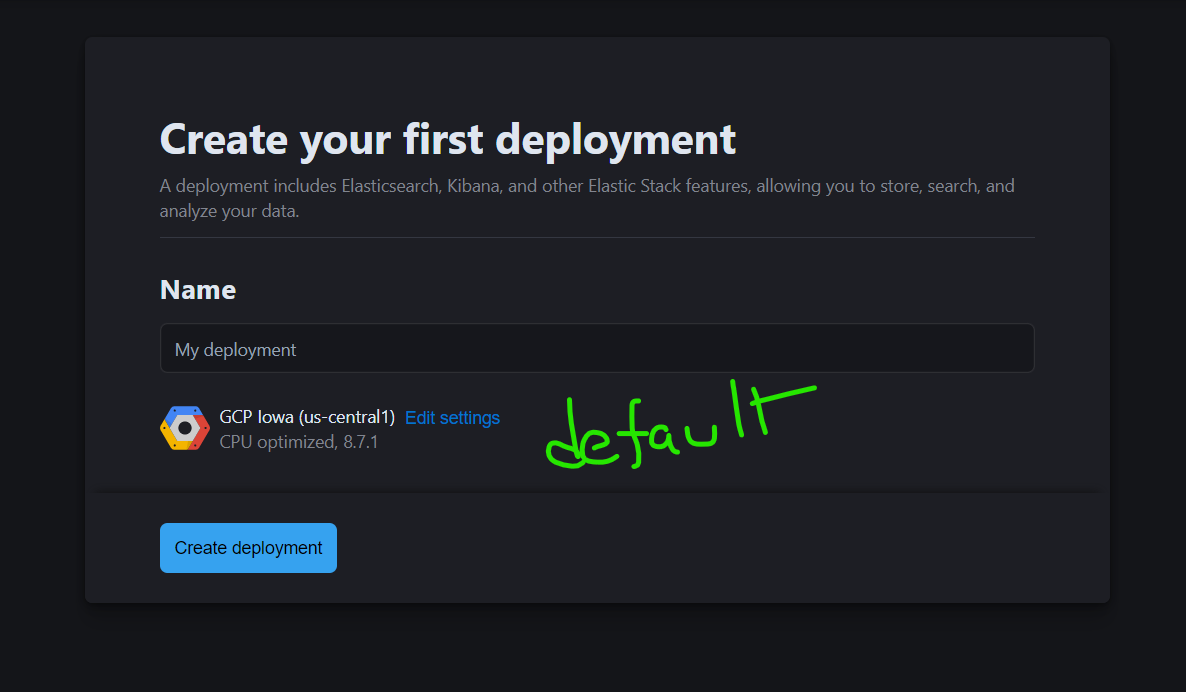 Create your first deployment
A deployment includes Elasticsearch, Kibana, and other Elastic Stack features, allowing you to store, search, and
analyze your data.
Name
My deployment
GCP Iowa (us-central1) Edit settings
CPU optimized, 8.7.1
default
Create deployment